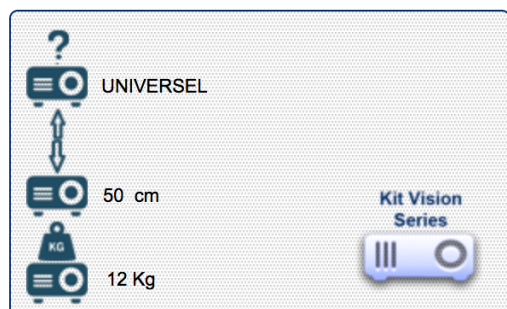 ?
UNIVERSEL
50 cm
KG
12 Kg
Kit Vision
Series